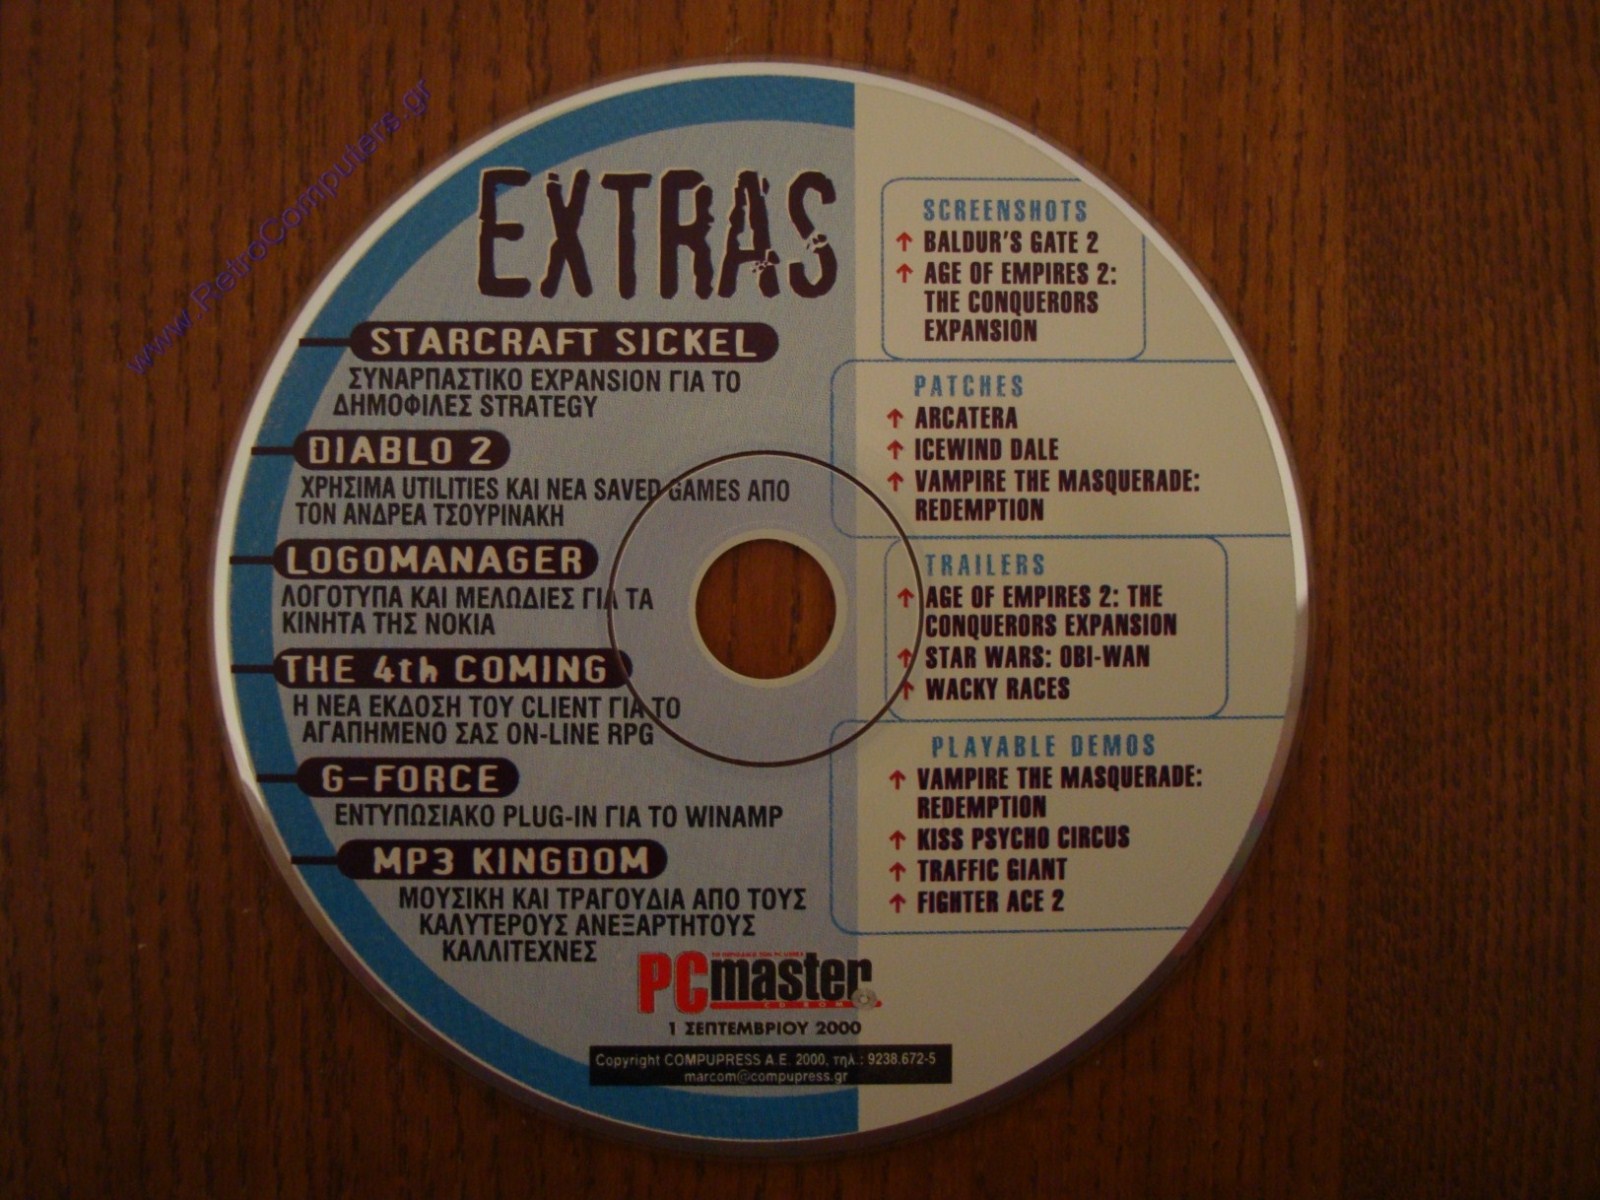 www.RetroComputers.gr
EXTRAS
STARCRAFT SICKEL
ΣΥΝΑΡΠΑΣΤΙΚΟ EXPANSION ΓΙΑ ΤΟ
ΔΗΜΟΦΙΛΕΣ STRATEGY
DIABLO 2
ΧΡΗΣΙΜΑ UTILITIES ΚΑΙ ΝΕΑ SAVED GAMES ΑΠΟ
ΤΟΝ ΑΝΔΡΕΑ ΤΣΟΥΡΙΝΑΚΗ
LOGOMANAGER
ΛΟΓΟΤΥΠΑ ΚΑΙ ΜΕΛΩΔΙΕΣ ΓΙΑ ΤΑ
ΚΙΝΗΤΑ ΤΗΣ NOKIA
THE 4th COMING
Η ΝΕΑ ΕΚΔΟΣΗ ΤΟΥ CLIENT ΓΙΑ ΤΟ
ΑΓΑΠΗΜΕΝΟ ΣΑΣ ON-LINE RPG
G-FORCE
ΕΝΤΥΠΩΣΙΑΚΟ PLUG-IN ΓΙΑ ΤΟ WINAMP
MP3 KINGDOM
ΜΟΥΣΙΚΗ ΚΑΙ ΤΡΑΓΟΥΔΙΑ ΑΠΟ ΤΟΥΣ
ΚΑΛΥΤΕΡΟΥΣ ΑΝΕΞΑΡΤΗΤΟΥΣ
ΚΑΛΛΙΤΕΧΝΕΣ
SCREENSHOTS
BALDUR'S GATE 2
AGE OF EMPIRES 2:
THE CONQUERORS
EXPANSION
PATCHES
ARCATERA
ICEWIND DALE
VAMPIRE THE MASQUERADE:
REDEMPTION
TRAILERS
AGE OF EMPIRES 2: THE
CONQUERORS EXPANSION
STAR WARS: OBI-WAN
WACKY RACES
PLAYABLE DEMOS
VAMPIRE THE MASQUERADE:
REDEMPTION
KISS PSYCHO CIRCUS
TRAFFIC GIANT
FIGHTER ACE 2
PC master
CD-ROM
1 ΣΕΠΤΕΜΒΡΙΟΥ 2000
Copyright COMPUPRESS A.E. 2000, τηλ.: 9238.672-5
marcom@compupress.gr